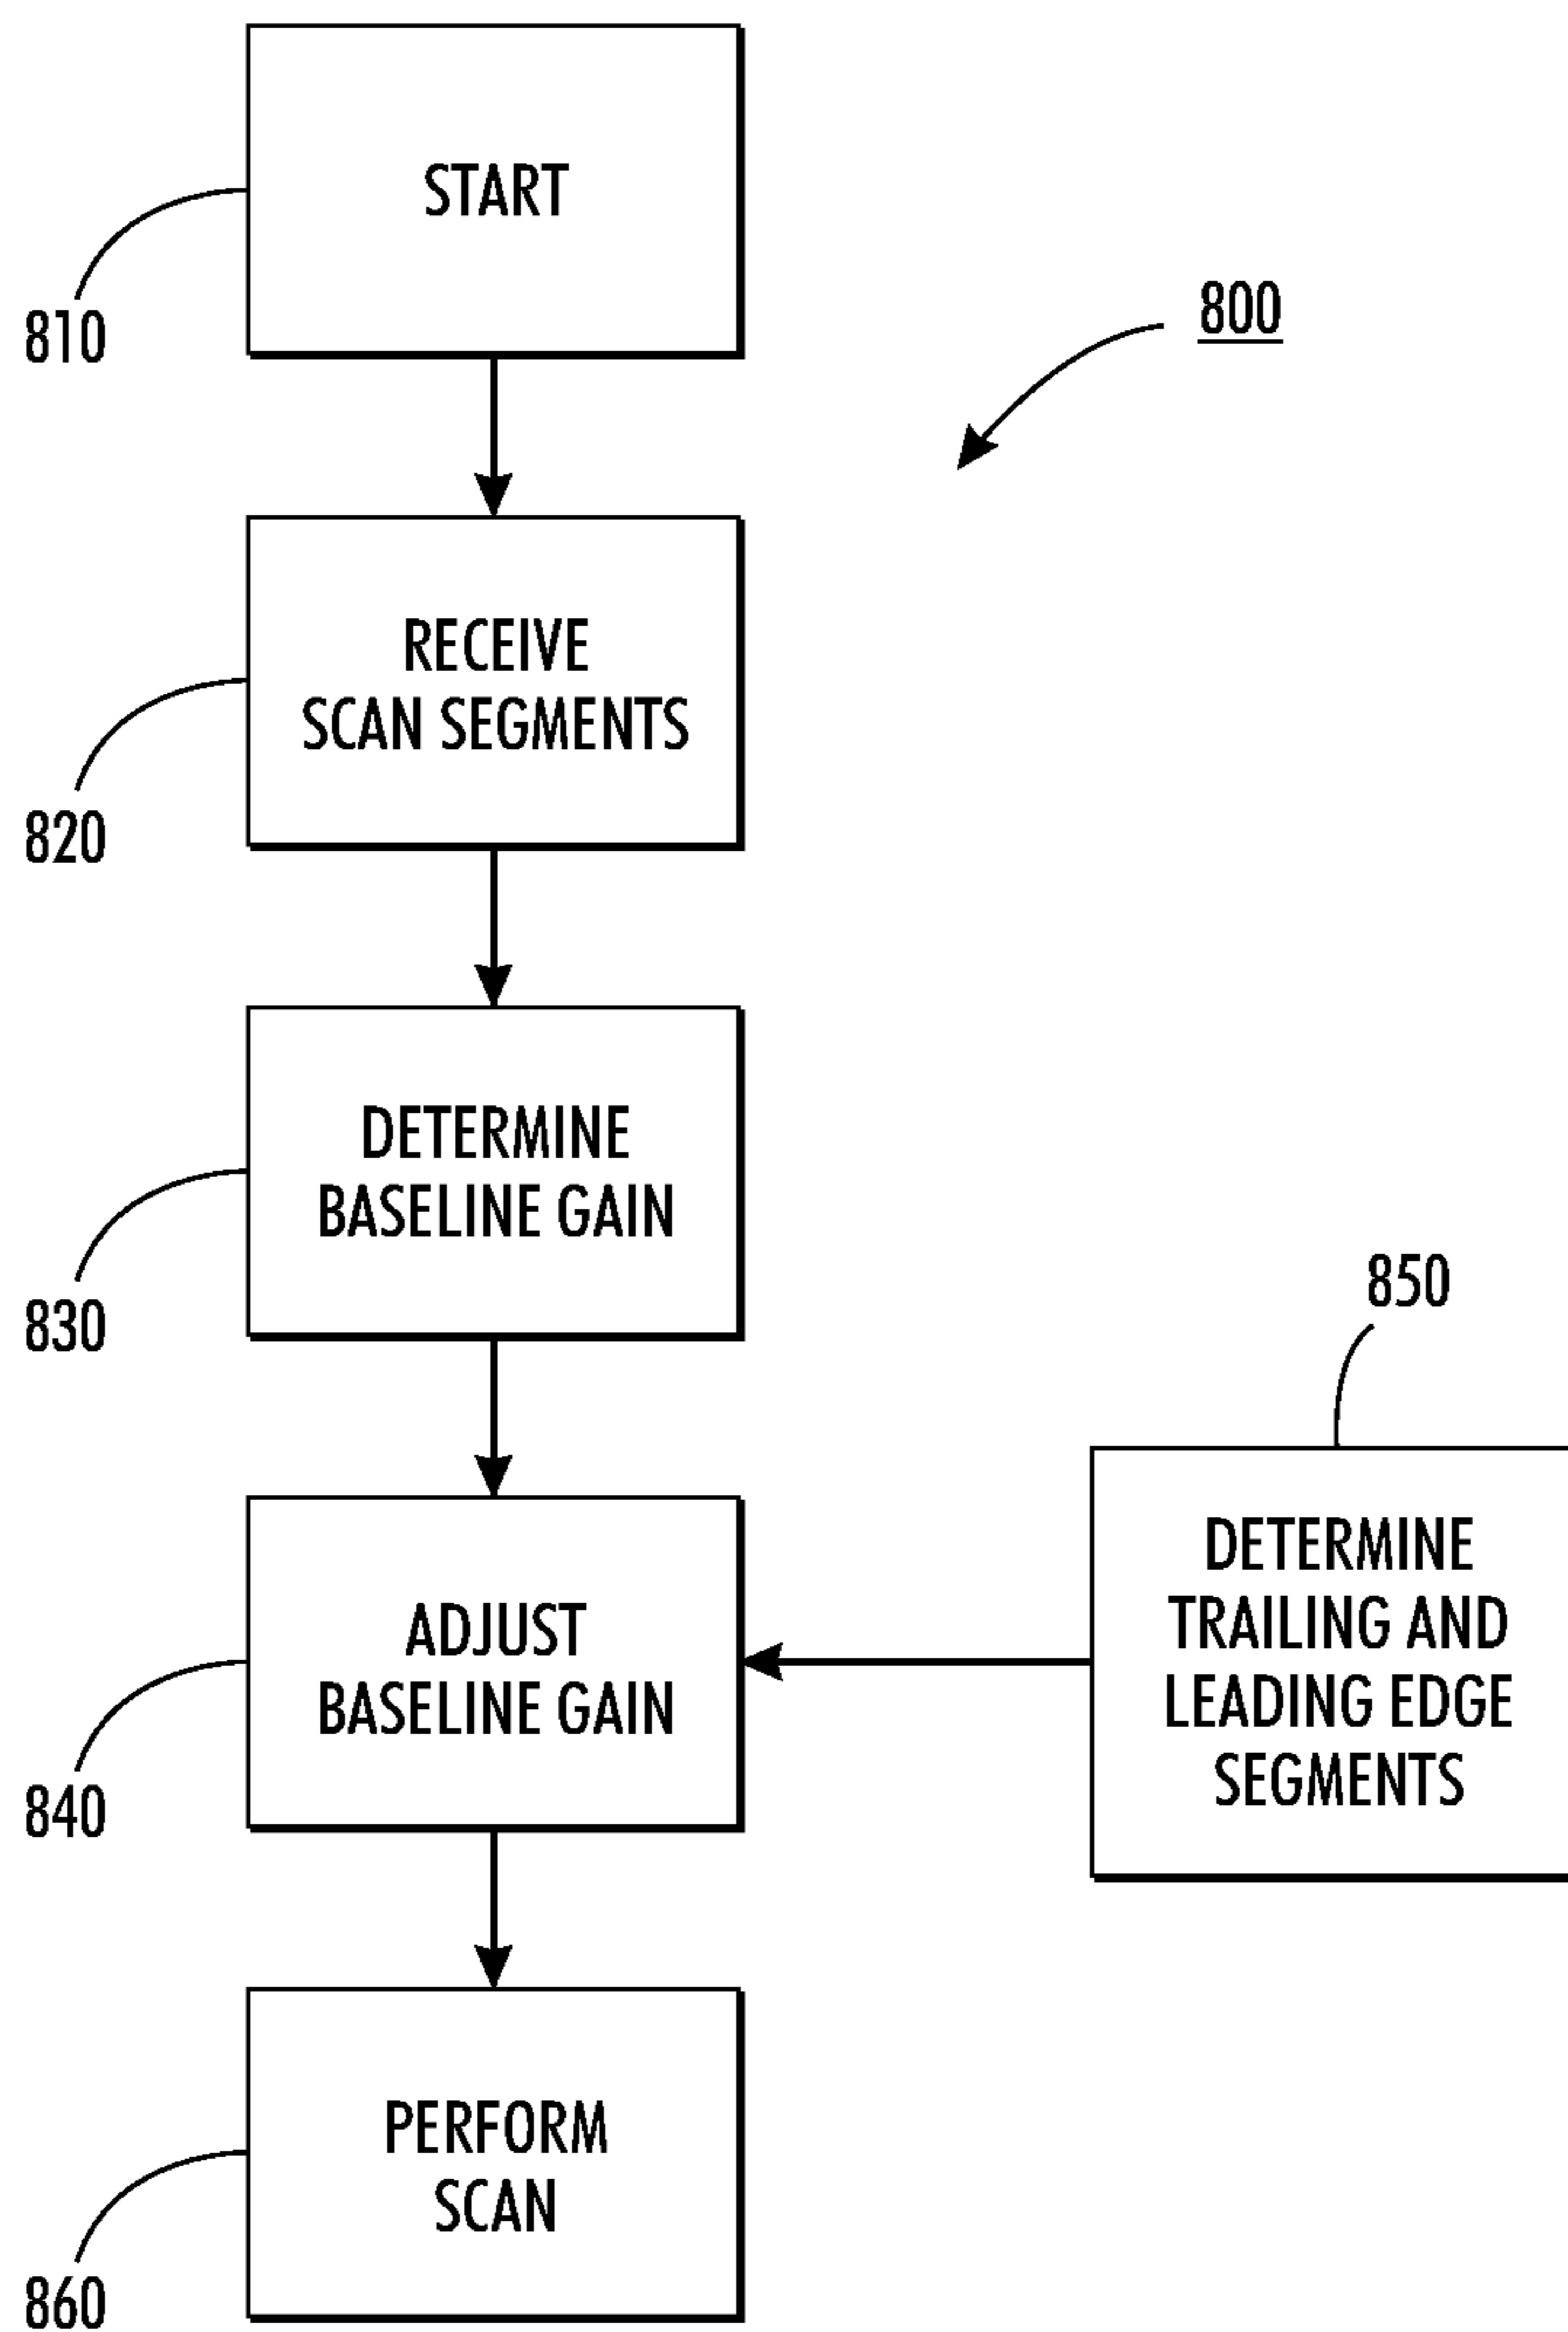 START
810
800
RECEIVE
SCAN SEGMENTS
820
DETERMINE
BASELINE GAIN
830
850
ADJUST
BASELINE GAIN
840
DETERMINE
TRAILING AND
LEADING EDGE
SEGMENTS
PERFORM
SCAN
860